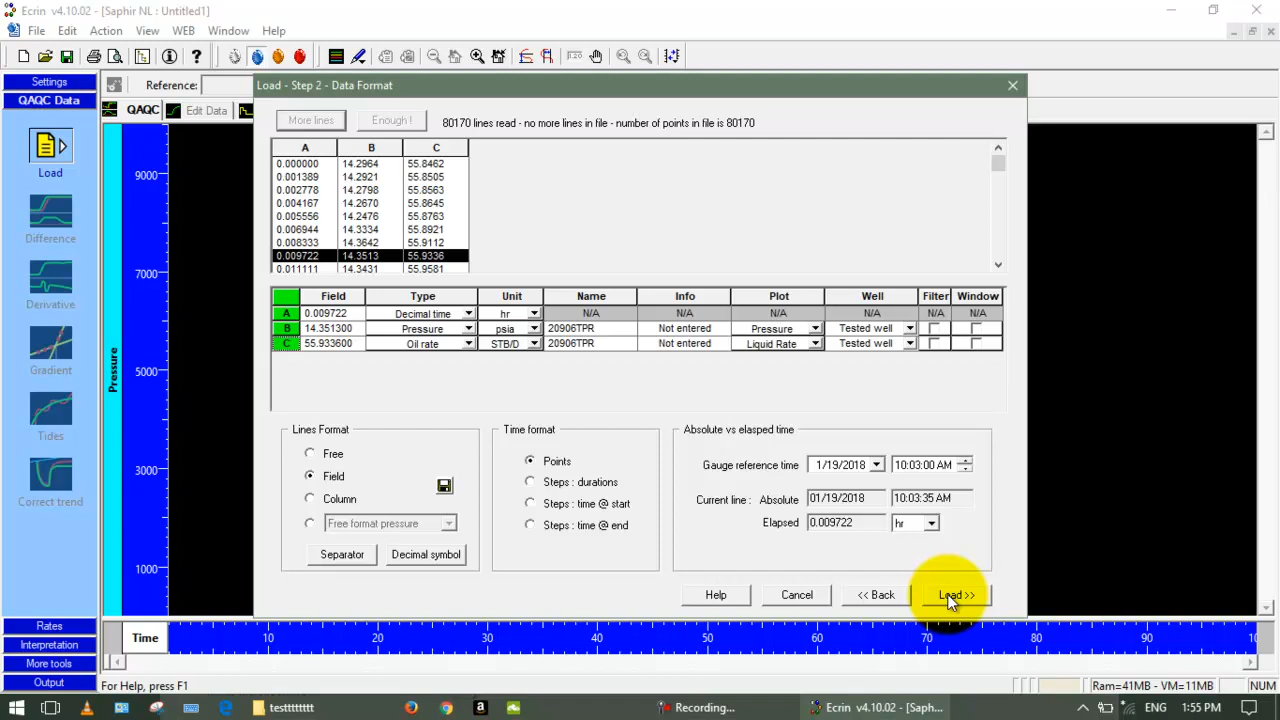 Ecrin v4.10.02 - [Saphir NL : Untitled1]
File Edit Action View WEB Window Help
Settings
QAQC Data
Reference:
QAQC
Edit Data
Load
Difference
Derivative
Gradient
Tides
Correct trend
Rates
Interpretation
More tools
Output
Pressure
9000
7000
5000
3000
1000
Load - Step 2 - Data Format
More lines
Enough !
80170 lines read - no more lines in file - number of points in file is 80170
A B C
0.000000 14.2964 55.8462
0.001389 14.2921 55.8505
0.002778 14.2798 55.8563
0.004167 14.2670 55.8645
0.005556 14.2476 55.8763
0.006944 14.3334 55.8921
0.008333 14.3642 55.9112
0.009722 14.3513 55.9336
0.011111 14.3431 55.9581
Field Type Unit Name Info Plot Well Filter Window
A 0.009722 Decimal time hr N/A N/A N/A N/A N/A N/A
B 14.351300 Pressure psia 20906TPR Not entered Pressure Tested well
C 55.933600 Oil rate STB/D 20906TPR Not entered Liquid Rate Tested well
Lines Format
Free
Field
Column
Free format pressure
Separator
Decimal symbol
Time format
Points
Steps : durations
Steps : time @ start
Steps : time @ end
Absolute vs elasped time
Gauge reference time 1/19/2018 10:03:00 AM
Current line : Absolute 01/19/2018 10:03:35 AM
Elapsed 0.009722 hr
Help
Cancel
<< Back
Load >>
Time
10 20 30 40 50 60 70 80 90 10
For Help, press F1
Ram=41MB - VM=11MB
NUM
testttttttt
Recording...
Ecrin v4.10.02 - [Saph...
ENG
1:55 PM